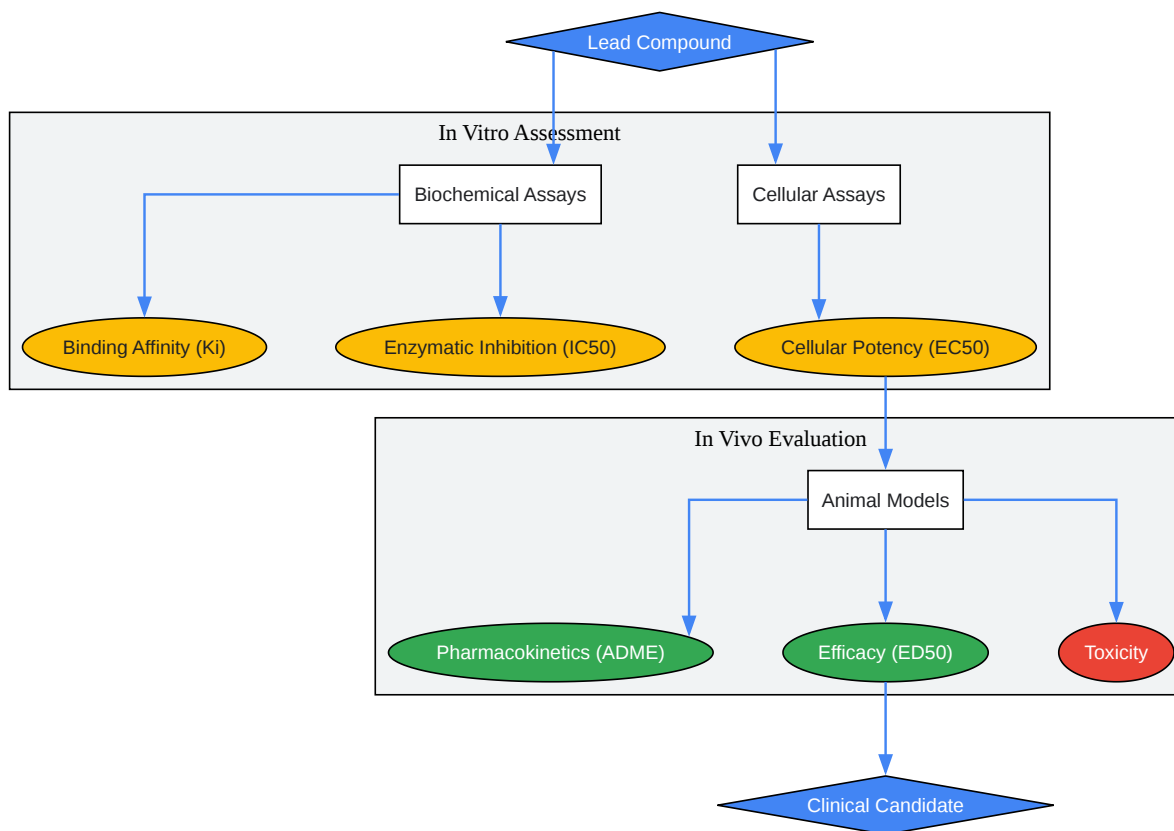 Lead Compound
In Vitro Assessment
Biochemical Assays
Cellular Assays
Binding Affinity (Ki)
Enzymatic Inhibition (IC50)
Cellular Potency (EC50)
In Vivo Evaluation
Animal Models
Pharmacokinetics (ADME)
Efficacy (ED50)
Toxicity
Clinical Candidate